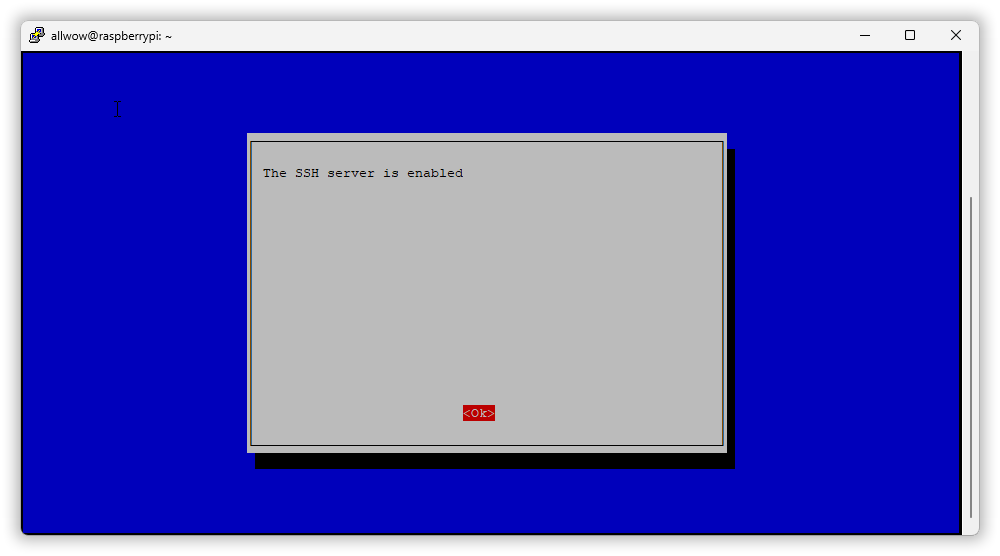 allwow@raspberrypi: ~
The SSH server is enabled
<Ok>